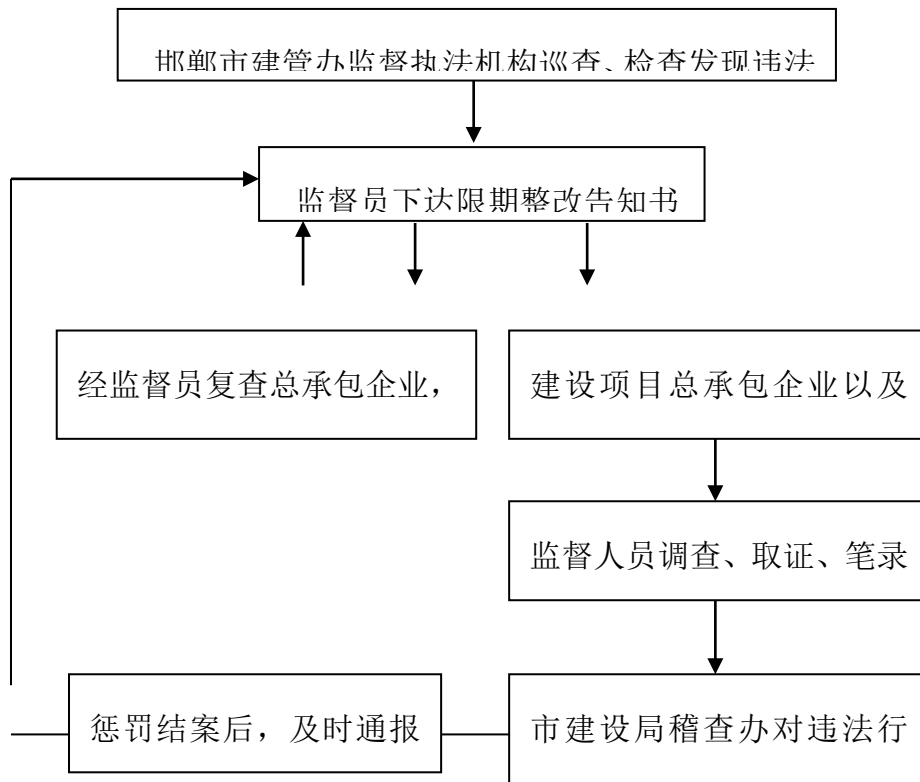 邯郸市建管办监督执法机构巡查、检查发现违法
监督员下达限期整改告知书
经监督员复查总承包企业，
建设项目总承包企业以及
监督人员调查、取证、笔录
惩罚结案后，及时通报
市建设局稽查办对违法行